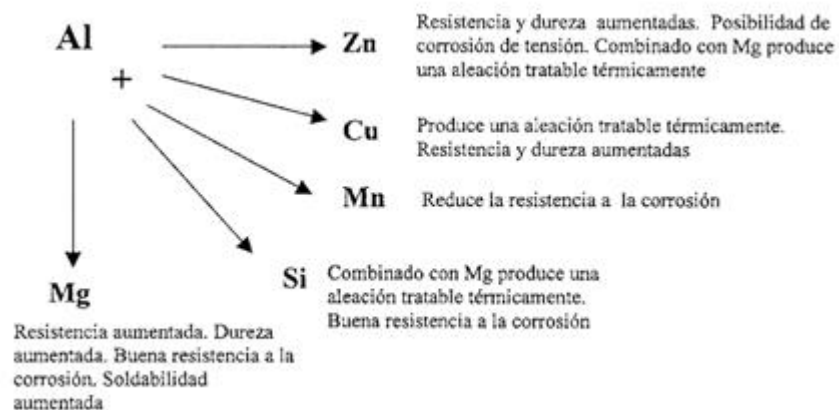 Al
+
Zn
Resistencia y dureza aumentadas. Posibilidad de
corrosión de tensión. Combinado con Mg produce
una aleación tratable térmicamente
Cu
Produce una aleación tratable térmicamente.
Resistencia y dureza aumentadas
Mn
Reduce la resistencia a la corrosión
Si
Combinado con Mg produce una
aleación tratable térmicamente.
Buena resistencia a la corrosión
Mg
Resistencia aumentada. Dureza
aumentada. Buena resistencia a la
corrosión. Soldabilidad
aumentada